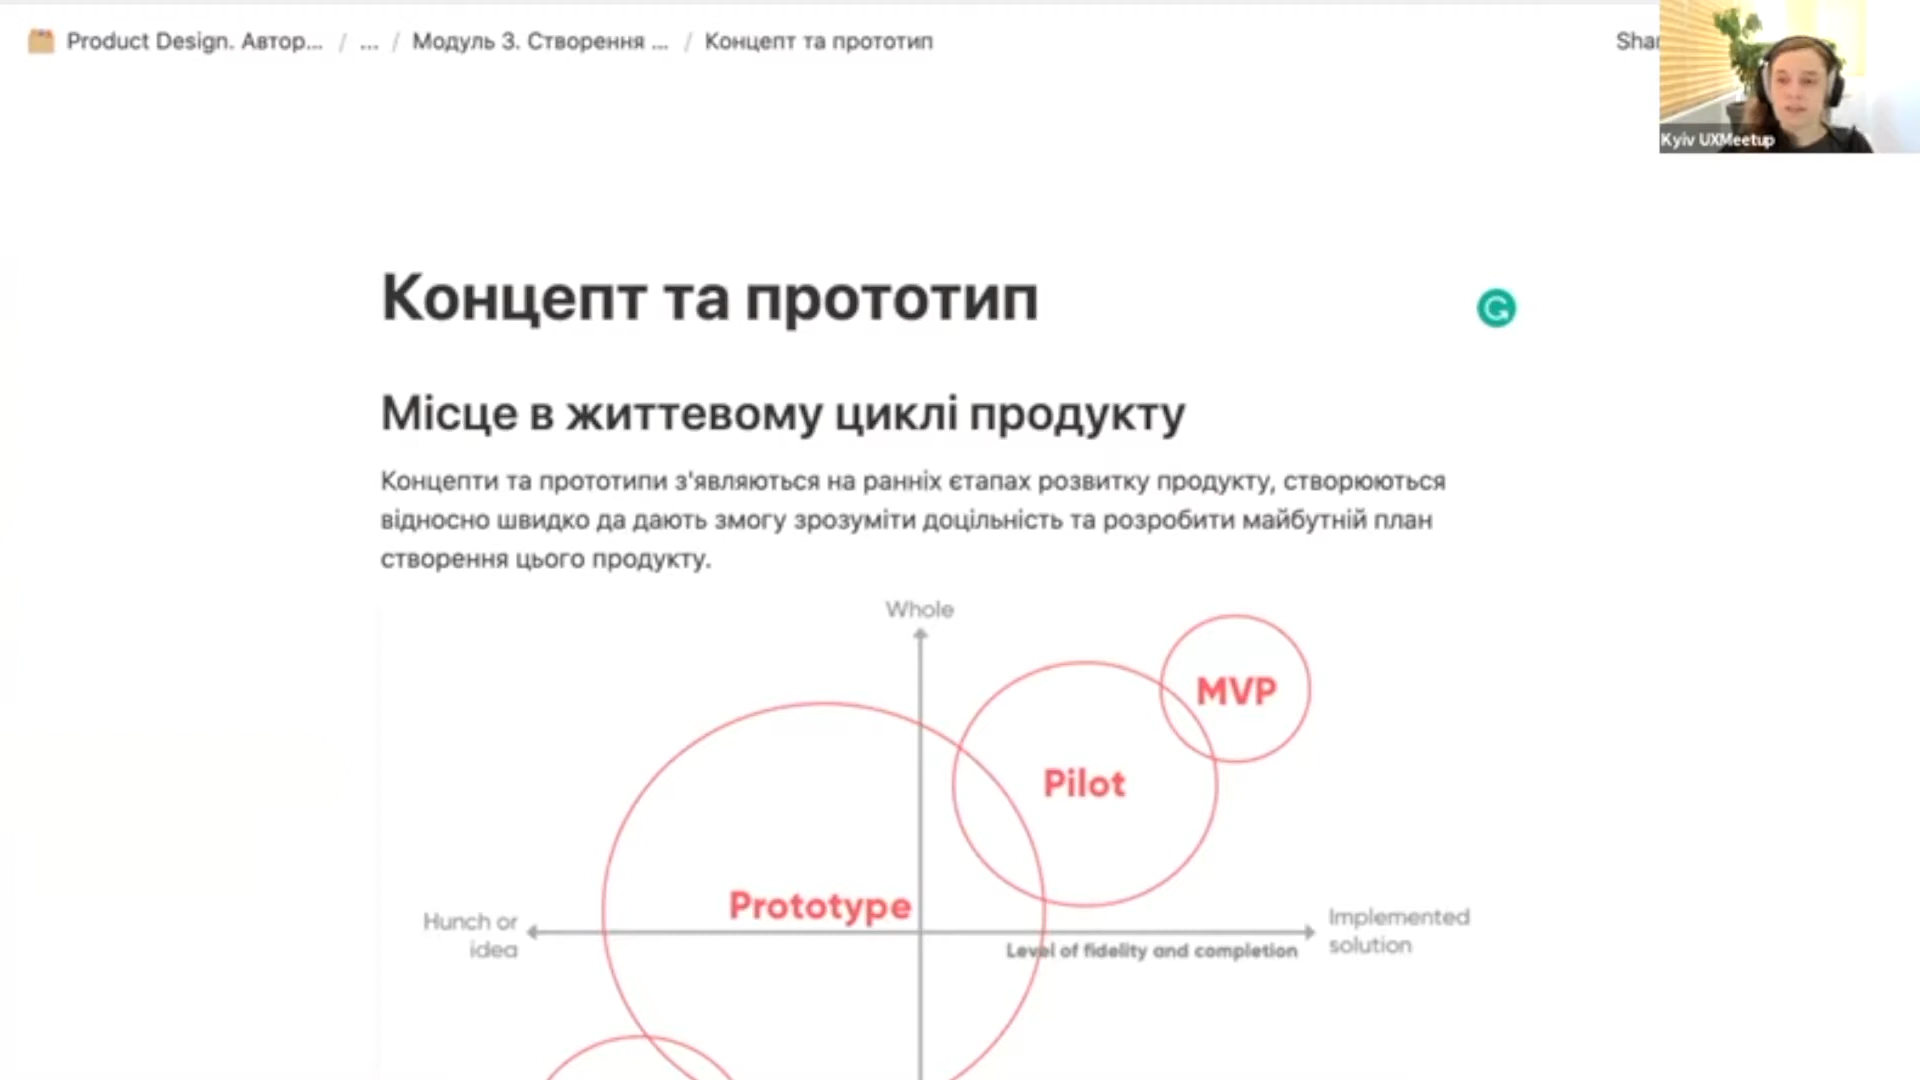 Product Design. Автор... / ... / Модуль 3. Створення ... / Концепт та прототип
Shar
Kyiv UXMeetup
Концепт та прототип
Місце в життевому циклі продукту
Концепти та прототипи з'являються на ранніх єтапах розвитку продукту, створюються
відносно швидко да дають змогу зрозуміти доцільність та розробити майбутній план
створення цього продукту.
Whole
MVP
Pilot
Prototype
Hunch or
idea
Level of fidelity and completion
Implemented
solution